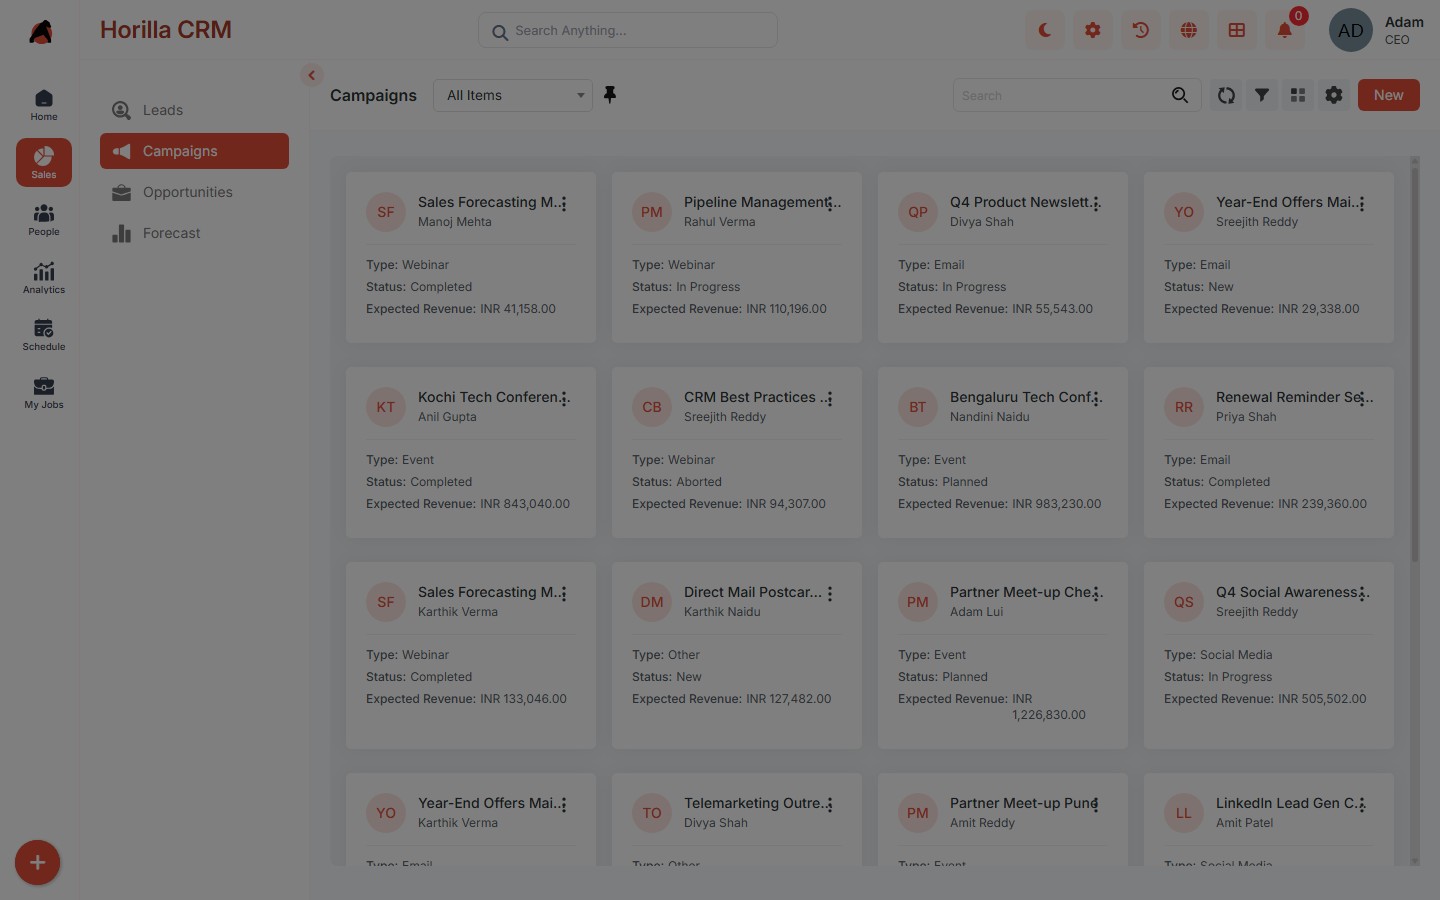 Horilla CRM
Search Anything...
0
AD
Adam
CEO
Home
Sales
People
Analytics
Schedule
My Jobs
Leads
Campaigns
Opportunities
Forecast
Campaigns
All Items
Search
New
SF
Sales Forecasting M...
Manoj Mehta
Type: Webinar
Status: Completed
Expected Revenue: INR 41,158.00
PM
Pipeline Management...
Rahul Verma
Type: Webinar
Status: In Progress
Expected Revenue: INR 110,196.00
QP
Q4 Product Newslett...
Divya Shah
Type: Email
Status: In Progress
Expected Revenue: INR 55,543.00
YO
Year-End Offers Mai...
Sreejith Reddy
Type: Email
Status: New
Expected Revenue: INR 29,338.00
KT
Kochi Tech Conferen...
Anil Gupta
Type: Event
Status: Completed
Expected Revenue: INR 843,040.00
CB
CRM Best Practices ...
Sreejith Reddy
Type: Webinar
Status: Aborted
Expected Revenue: INR 94,307.00
BT
Bengaluru Tech Conf...
Nandini Naidu
Type: Event
Status: Planned
Expected Revenue: INR 983,230.00
RR
Renewal Reminder Se...
Priya Shah
Type: Email
Status: Completed
Expected Revenue: INR 239,360.00
SF
Sales Forecasting M...
Karthik Verma
Type: Webinar
Status: Completed
Expected Revenue: INR 133,046.00
DM
Direct Mail Postcar...
Karthik Naidu
Type: Other
Status: New
Expected Revenue: INR 127,482.00
PM
Partner Meet-up Che...
Adam Lui
Type: Event
Status: Planned
Expected Revenue: INR
1,226,830.00
QS
Q4 Social Awareness...
Sreejith Reddy
Type: Social Media
Status: In Progress
Expected Revenue: INR 505,502.00
YO
Year-End Offers Mai...
Karthik Verma
Type: Email
TO
Telemarketing Outre...
Divya Shah
Type: Other
PM
Partner Meet-up Pune
Amit Reddy
Type: Event
LL
LinkedIn Lead Gen C...
Amit Patel
Type: Social Media